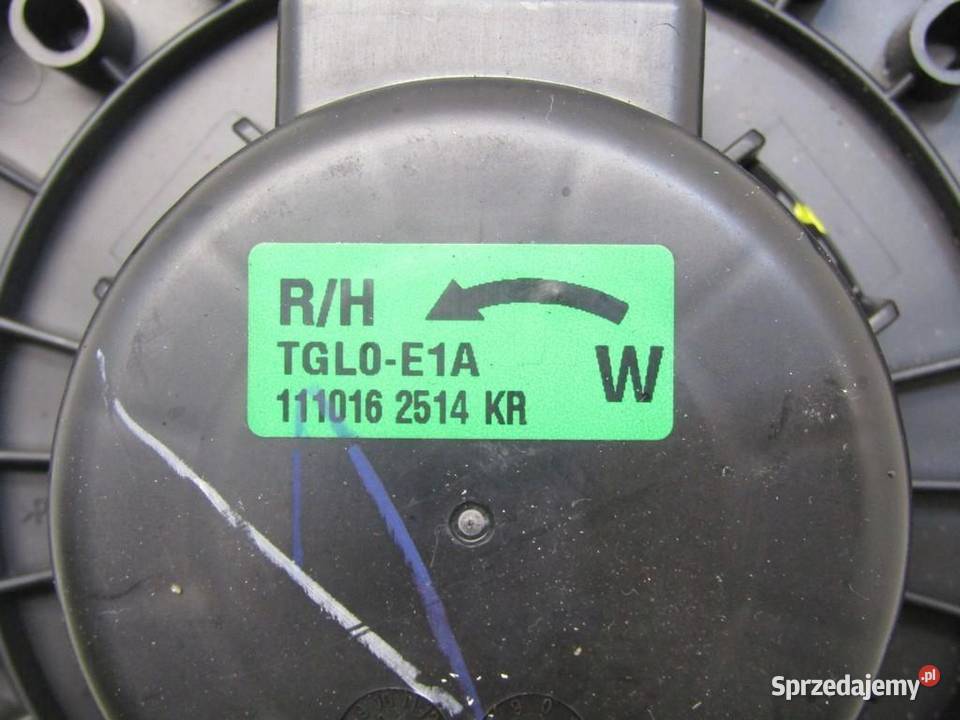 R/H
TGL0-E1A
W
111016 2514 KR
Sprzedajemy.pl